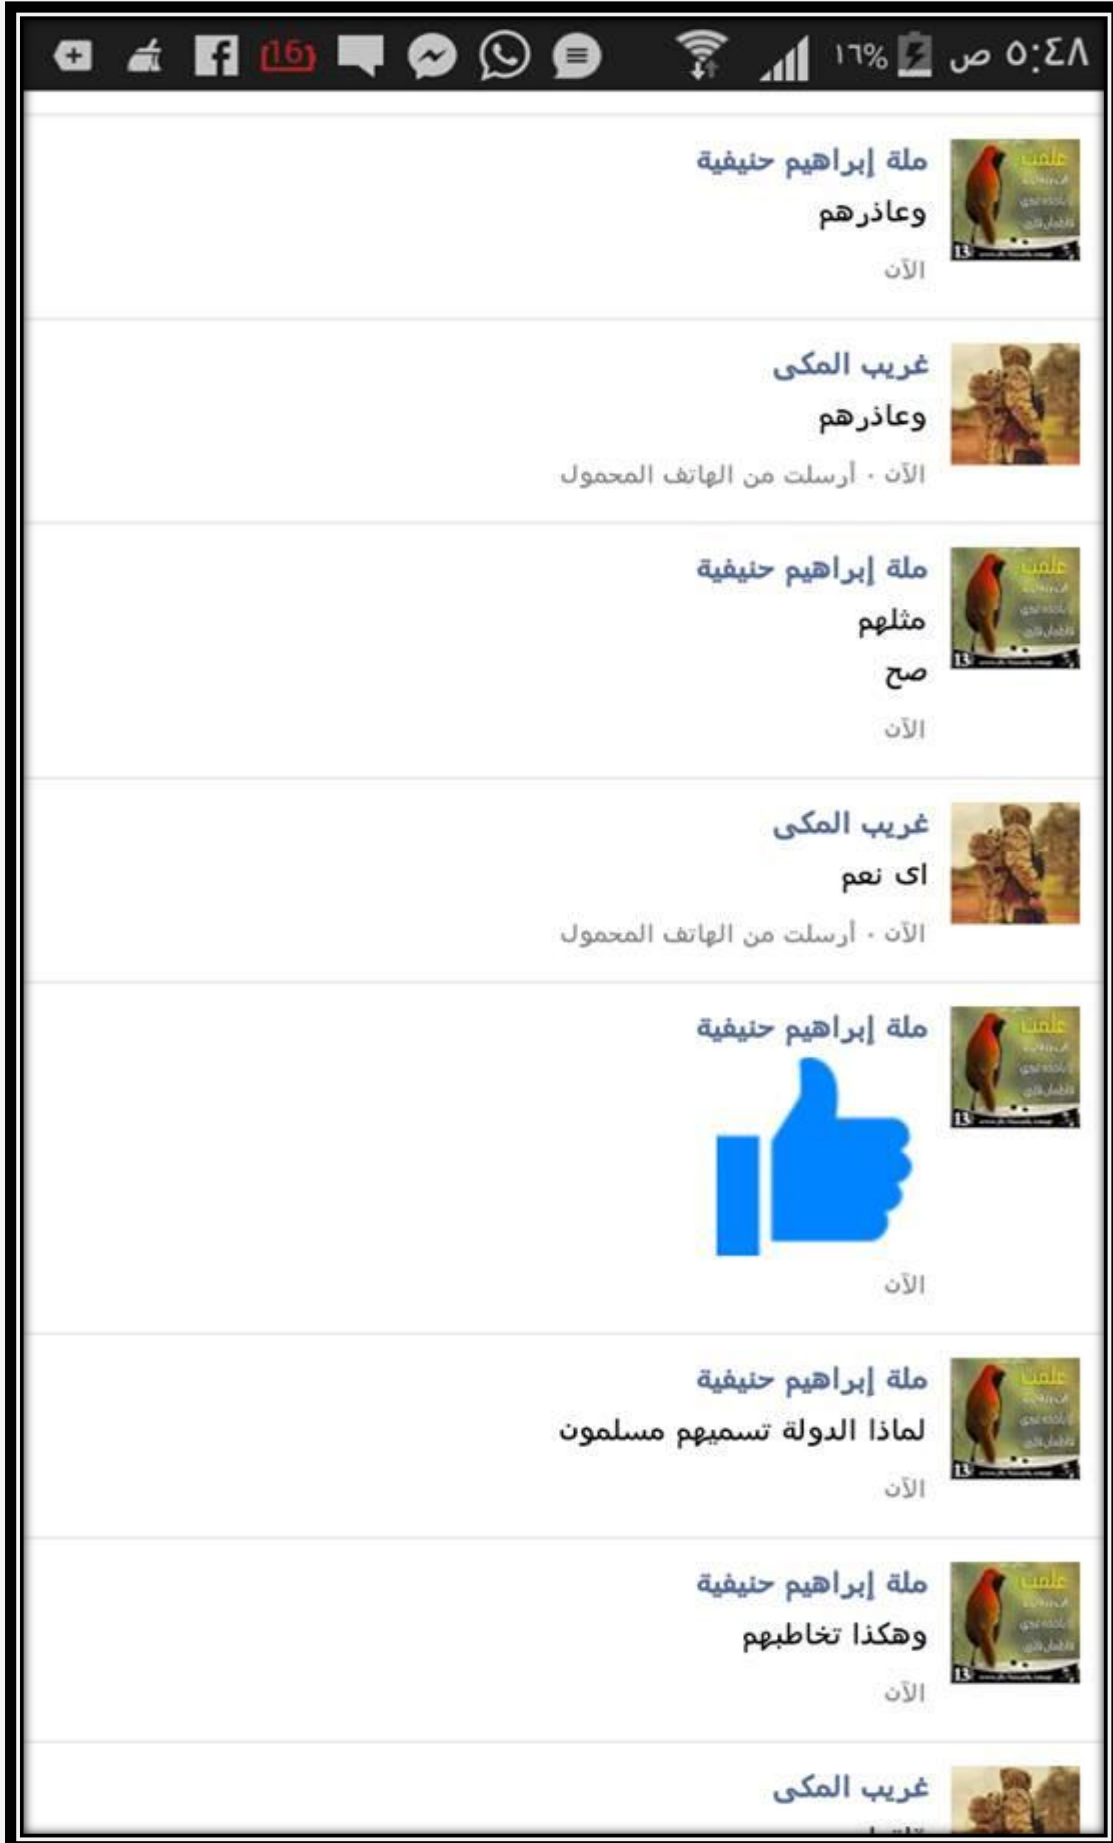 16
١٦%
٥:٤٨ ص
ملة إبراهيم حنيفية
وعاذرهم
الآن
غريب المكى
وعاذرهم
الآن · أرسلت من الهاتف المحمول
ملة إبراهيم حنيفية
مثلهم
صح
الآن
غريب المكى
اى نعم
الآن · أرسلت من الهاتف المحمول
ملة إبراهيم حنيفية
الآن
ملة إبراهيم حنيفية
لماذا الدولة تسميهم مسلمون
الآن
ملة إبراهيم حنيفية
وهكذا تخاطبهم
الآن
غريب المكى